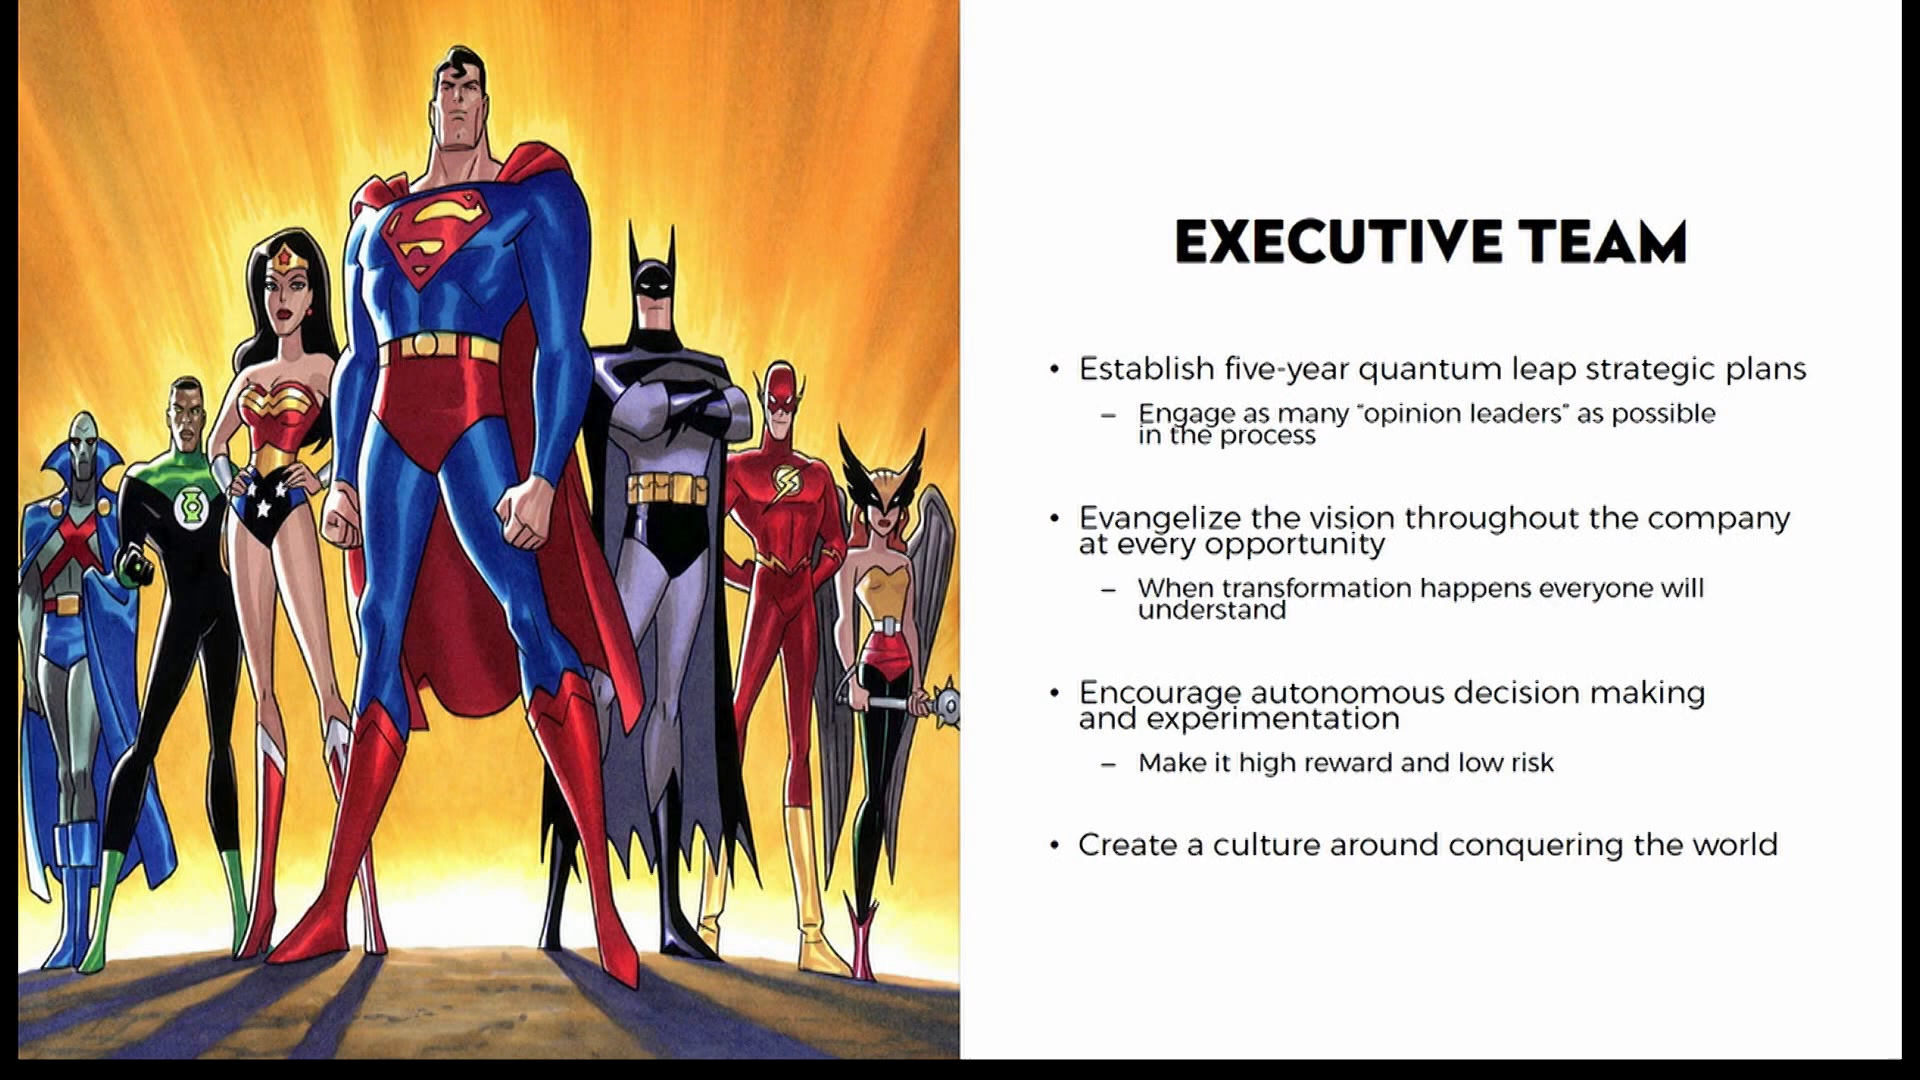 EXECUTIVE TEAM
• Establish five-year quantum leap strategic plans
– Engage as many "opinion leaders" as possible
in the process
• Evangelize the vision throughout the company
at every opportunity
– When transformation happens everyone will
understand
• Encourage autonomous decision making
and experimentation
– Make it high reward and low risk
• Create a culture around conquering the world